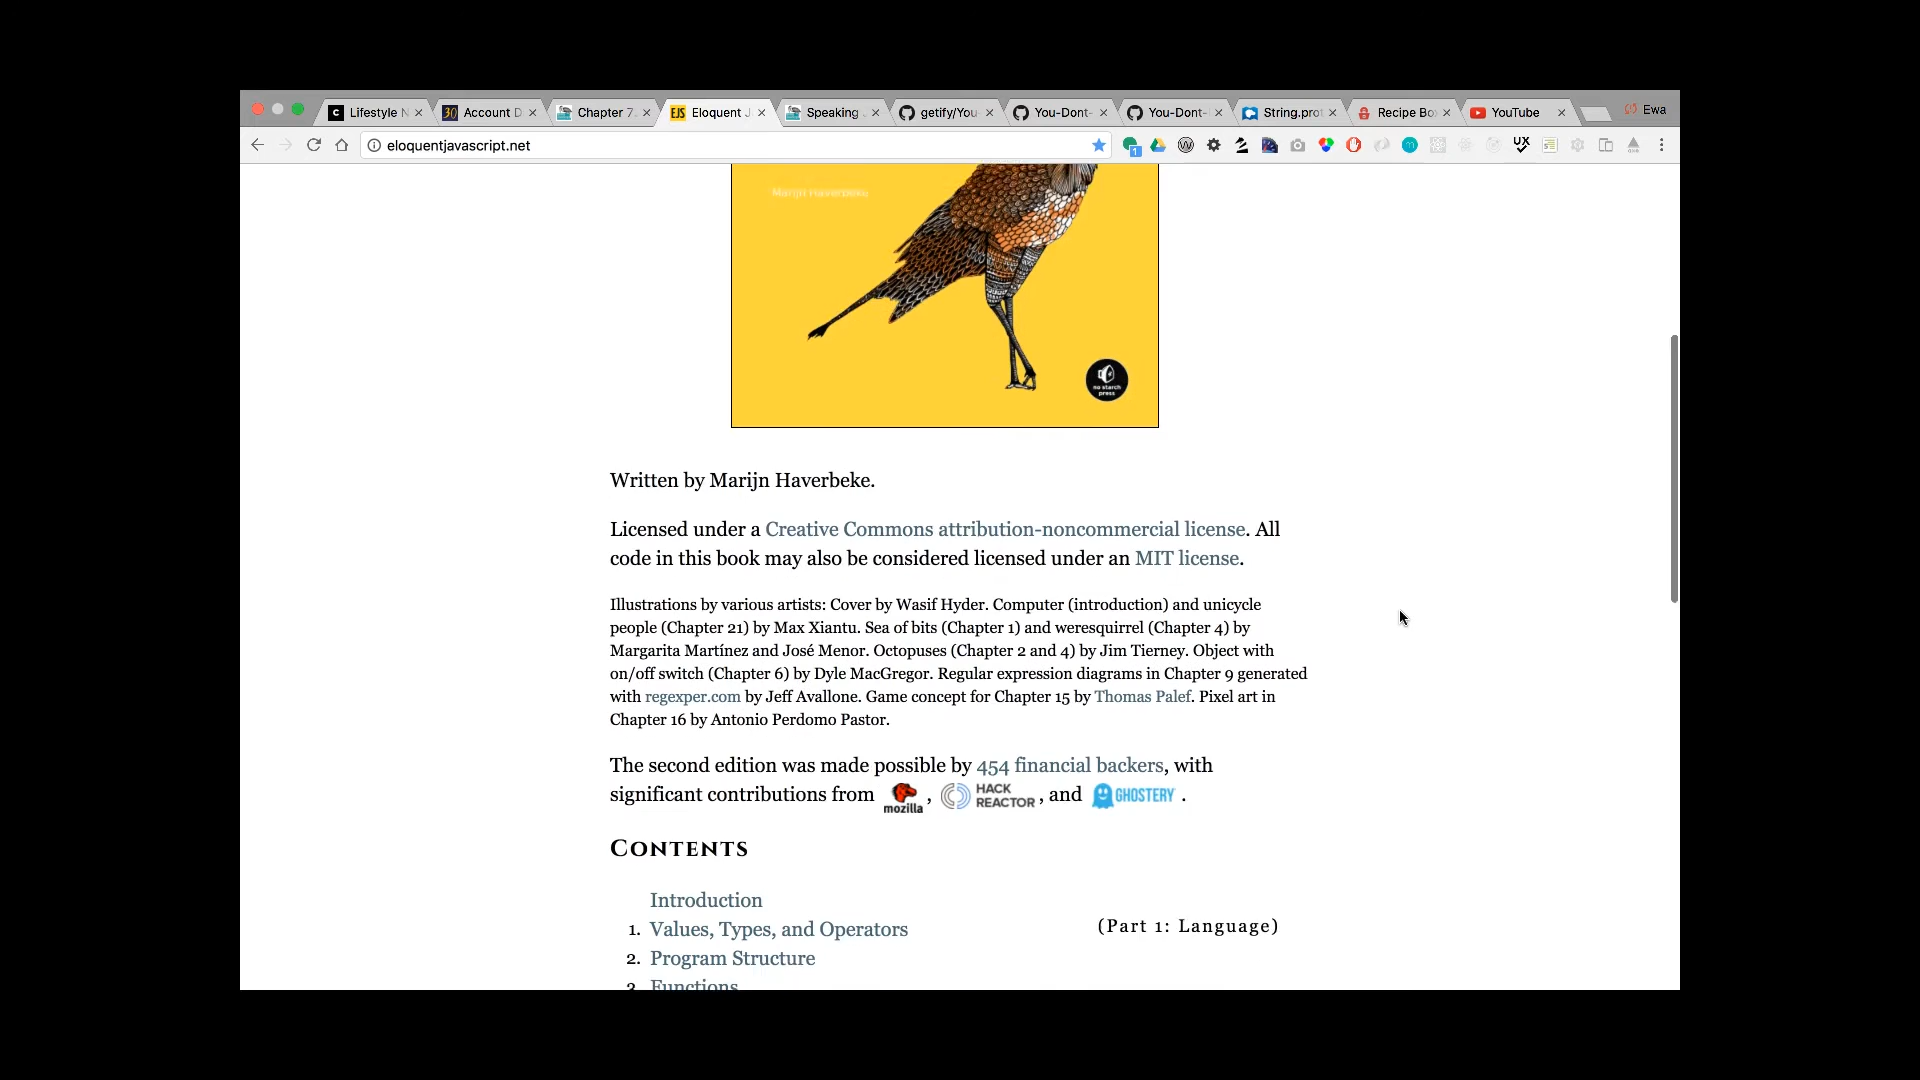 Lifestyle N
Account D
Chapter 7.
EJS Eloquent J
Speaking
getify/You
You-Dont-
You-Dont-
String.prot
Recipe Bo
YouTube
Ewa
eloquentjavascript.net
Marijn Haverbeke
no starch
press
Written by Marijn Haverbeke.
Licensed under a Creative Commons attribution-noncommercial license. All
code in this book may also be considered licensed under an MIT license.
Illustrations by various artists: Cover by Wasif Hyder. Computer (introduction) and unicycle
people (Chapter 21) by Max Xiantu. Sea of bits (Chapter 1) and weresquirrel (Chapter 4) by
Margarita Martínez and José Menor. Octopuses (Chapter 2 and 4) by Jim Tierney. Object with
on/off switch (Chapter 6) by Dyle MacGregor. Regular expression diagrams in Chapter 9 generated
with regexper.com by Jeff Avallone. Game concept for Chapter 15 by Thomas Palef. Pixel art in
Chapter 16 by Antonio Perdomo Pastor.
The second edition was made possible by 454 financial backers, with
significant contributions from mozilla, HACK REACTOR, and GHOSTERY.
Contents
Introduction
1. Values, Types, and Operators
(Part 1: Language)
2. Program Structure
3. Functions